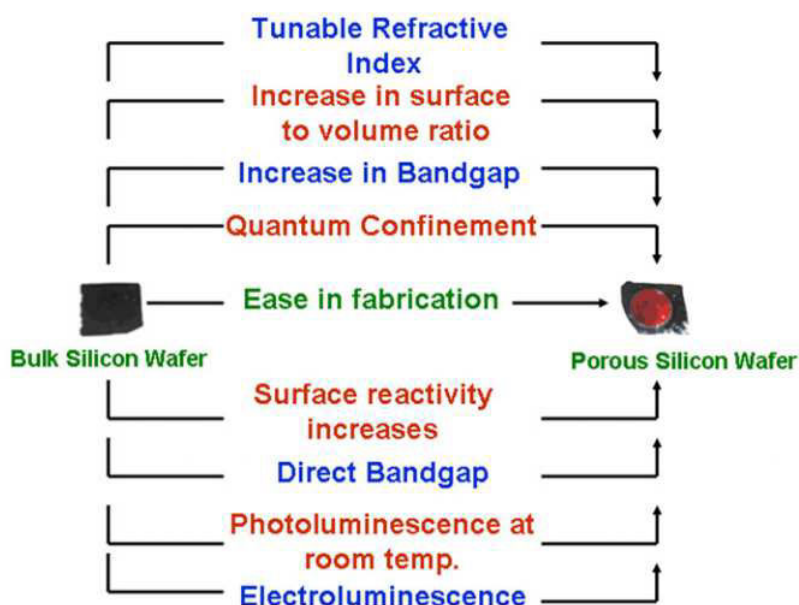 Tunable Refractive
Index
Increase in surface
to volume ratio
Increase in Bandgap
Quantum Confinement
Ease in fabrication
Bulk Silicon Wafer
Porous Silicon Wafer
Surface reactivity
increases
Direct Bandgap
Photoluminescence at
room temp.
Electroluminescence